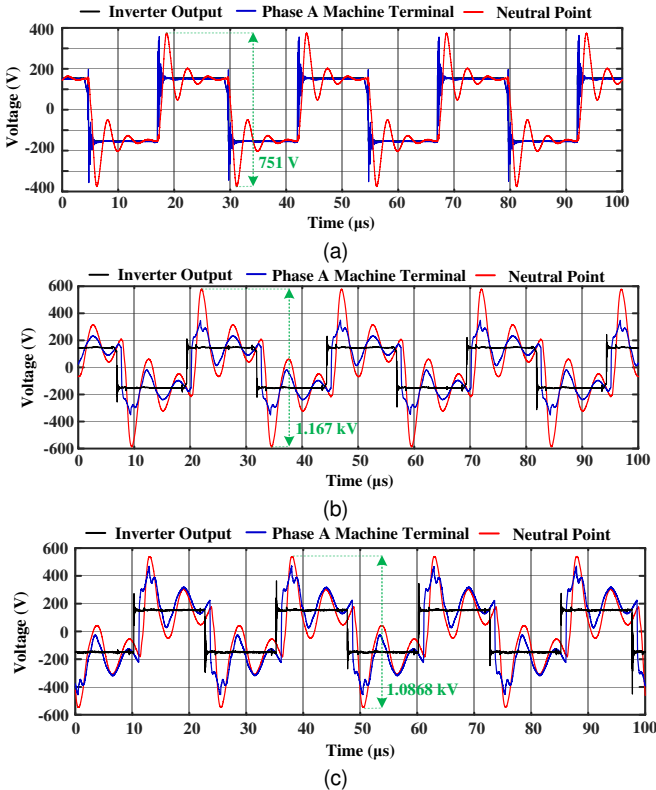 Inverter Output Phase A Machine Terminal Neutral Point
400
200
0
-200
-400
Voltage (V)
751 V
0 10 20 30 40 50 60 70 80 90 100
Time (µs)
(a)
Inverter Output Phase A Machine Terminal Neutral Point
600
400
200
0
-200
-400
-600
Voltage (V)
1.167 kV
0 10 20 30 40 50 60 70 80 90 100
Time (µs)
(b)
Inverter Output Phase A Machine Terminal Neutral Point
600
400
200
0
-200
-400
-600
Voltage (V)
1.0868 kV
0 10 20 30 40 50 60 70 80 90 100
Time (µs)
(c)